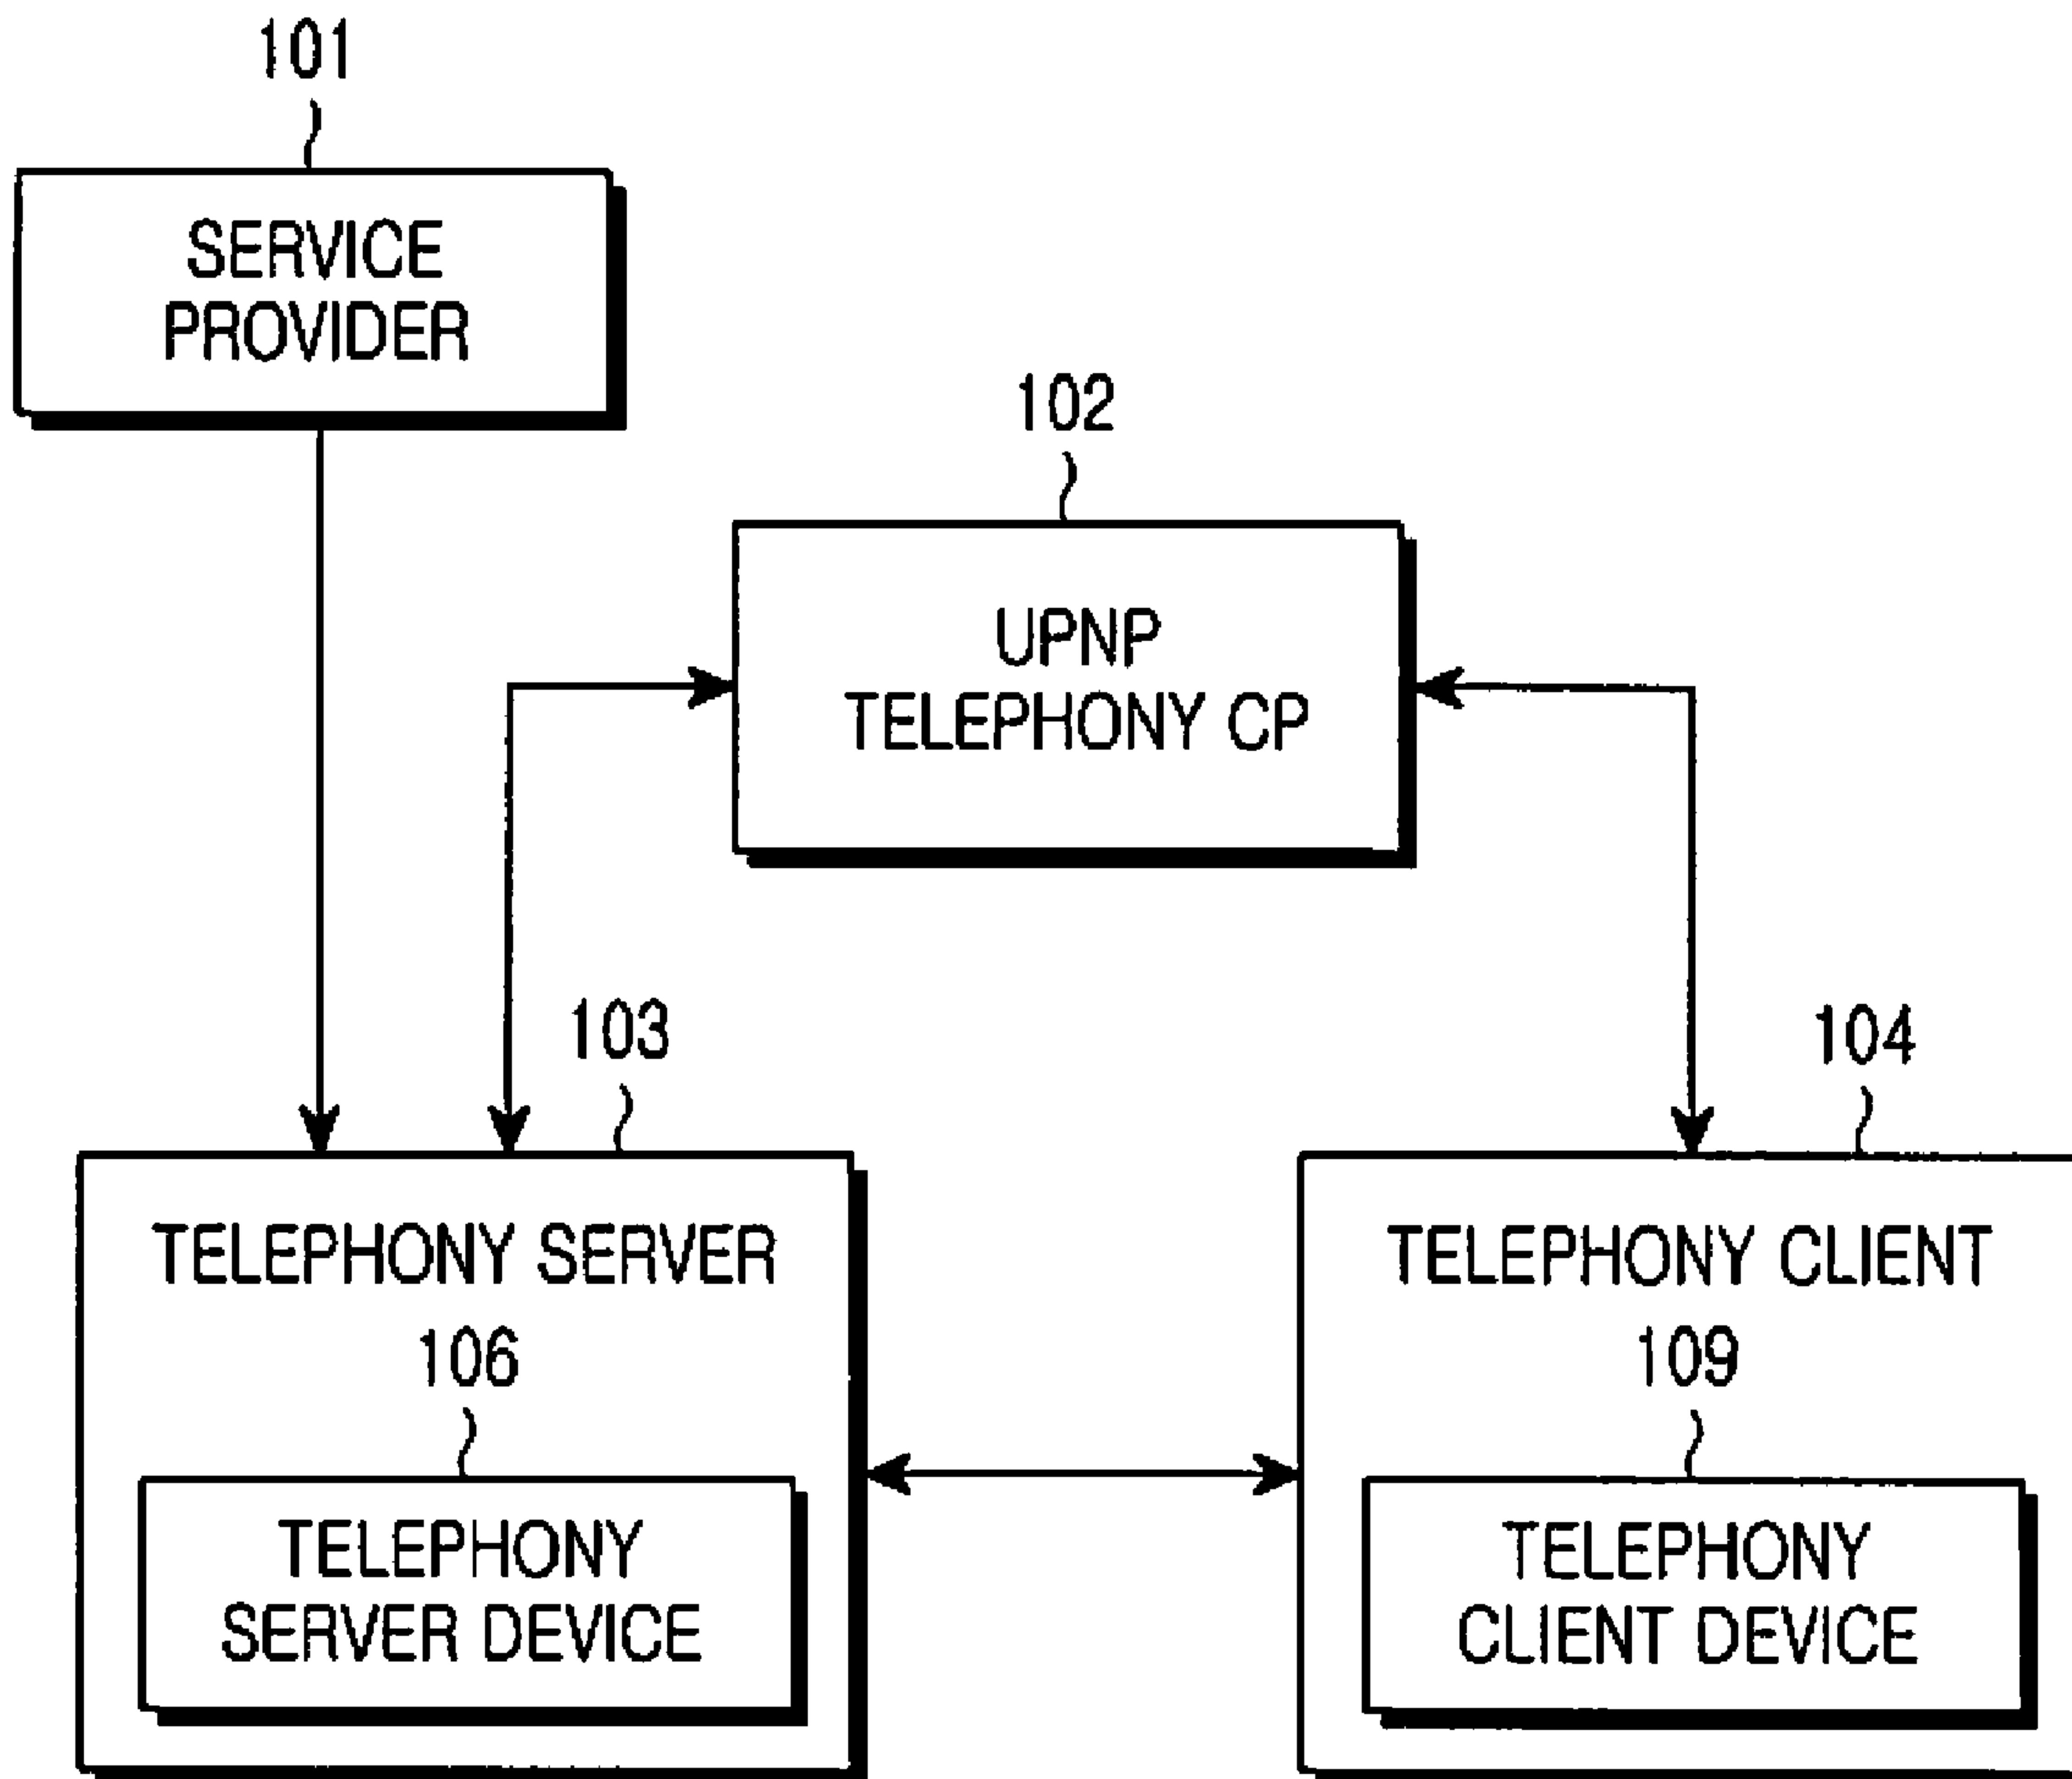 101
SERVICE
PROVIDER
102
UPNP
TELEPHONY CP
103
TELEPHONY SERVER
106
TELEPHONY
SERVER DEVICE
104
TELEPHONY CLIENT
109
TELEPHONY
CLIENT DEVICE